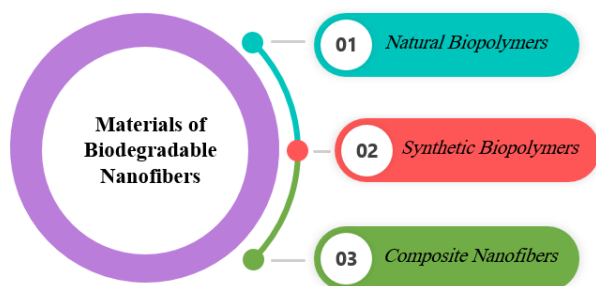 Materials of
Biodegradable
Nanofibers
01 Natural Biopolymers
02 Synthetic Biopolymers
03 Composite Nanofibers